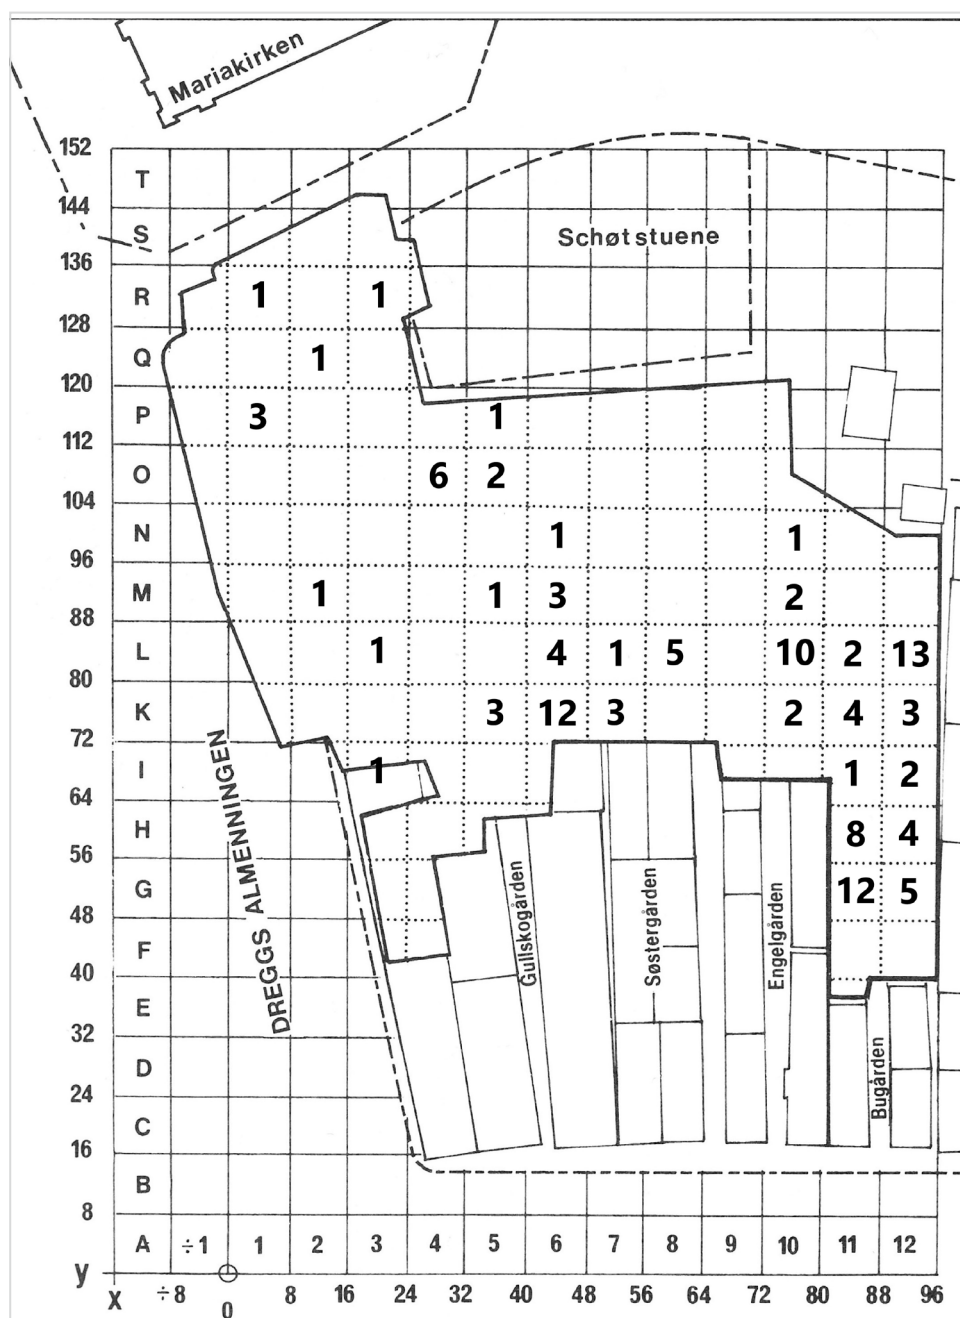 Mariakirken
152
T
144
S
Schøtstuene
136
R 1 1
128
Q 1
120
P 3 1
112
O 6 2
104
N 1 1
96
M 1 1 3 2
88
L 1 4 1 5 10 2 13
80
K 3 12 3 2 4 3
72
I 1 1 2
64
H 8 4
56
G 12 5
48
F
40
E
32
D
24
C
16
B
8
DREGGS ALMENNINGEN
Gullskogården
Søstergården
Engelgården
Bugården
A ÷1 1 2 3 4 5 6 7 8 9 10 11 12
y
X ÷8 0 8 16 24 32 40 48 56 64 72 80 88 96